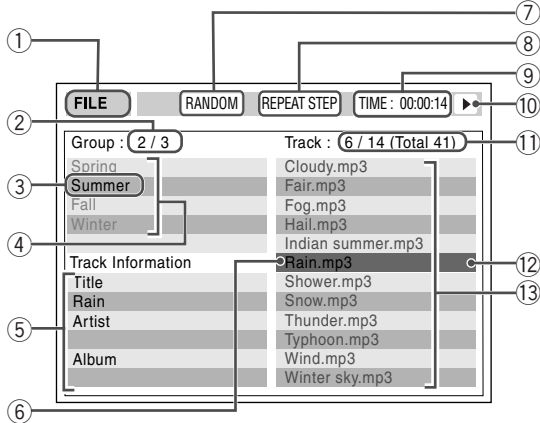 ⑦
① ⑧
⑨
FILE RANDOM REPEAT STEP TIME : 00:00:14 ⑩
②
Group : 2 / 3 Track : 6 / 14 (Total 41) ⑪
Spring Cloudy.mp3
③ Summer Fair.mp3
Fall Fog.mp3
Winter Hail.mp3
④ Indian summer.mp3
Track Information Rain.mp3 ⑫
Title Shower.mp3
⑬
Rain Snow.mp3
⑤ Artist Thunder.mp3
Typhoon.mp3
Album Wind.mp3
Winter sky.mp3
⑥